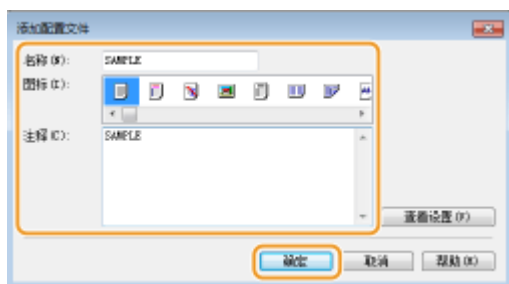 添加配置文件
名称(N):
SAMPLE
图标(I):
注释(C):
SAMPLE
查看设置(V)
确定
取消
帮助(H)